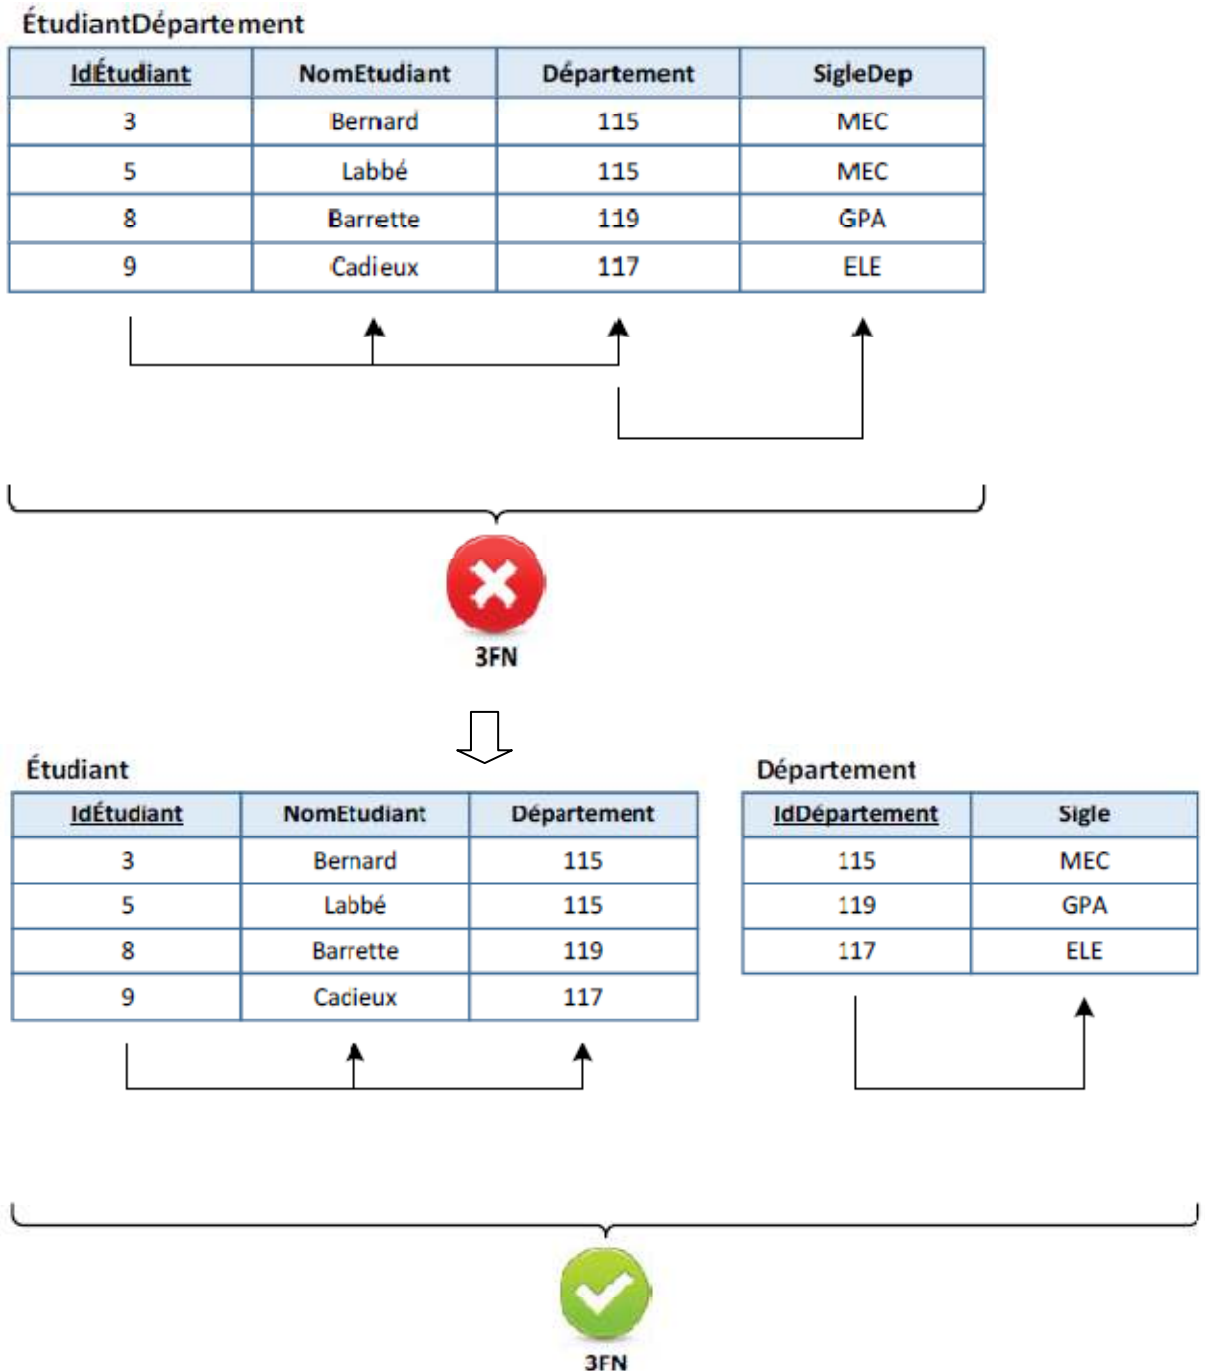 ÉtudiantDépartement
IdÉtudiant NomEtudiant Département SigleDep
3 Bernard 115 MEC
5 Labbé 115 MEC
8 Barrette 119 GPA
9 Cadieux 117 ELE
3FN
Étudiant Département
IdÉtudiant NomEtudiant Département IdDépartement Sigle
3 Bernard 115 115 MEC
5 Labbé 115 119 GPA
8 Barrette 119 117 ELE
9 Cadieux 117
3FN